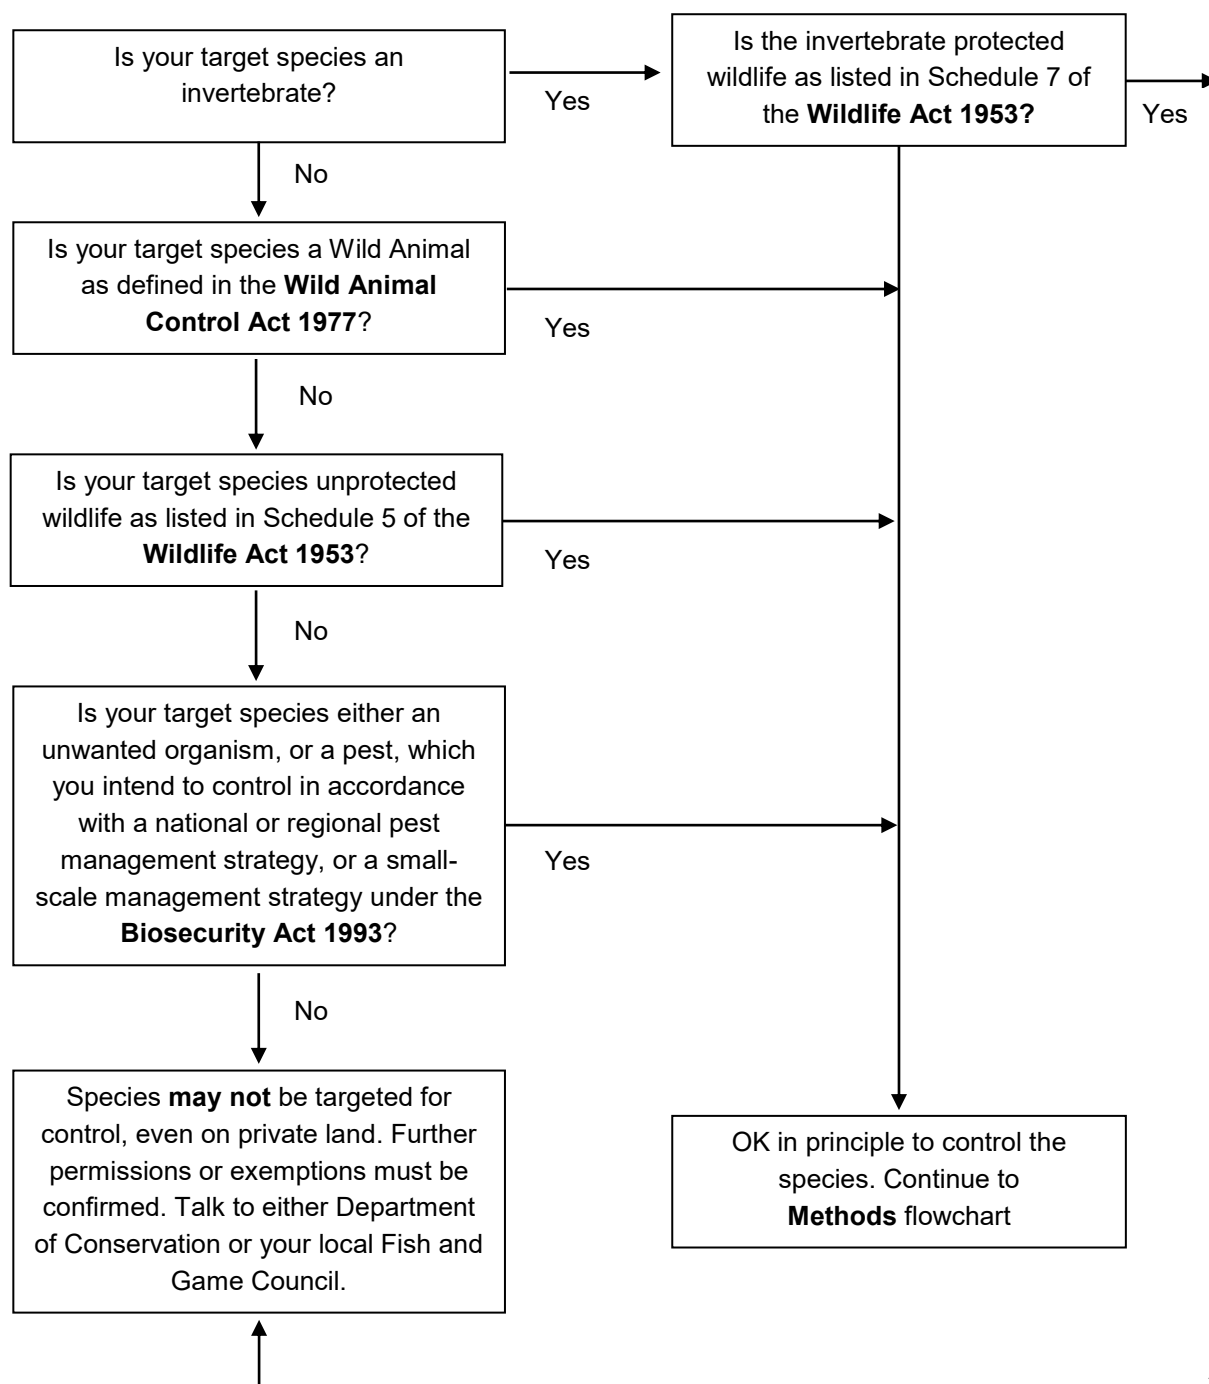 Is your target species an
invertebrate?
Yes
Is the invertebrate protected
wildlife as listed in Schedule 7 of
the Wildlife Act 1953?
Yes
No
Is your target species a Wild Animal
as defined in the Wild Animal
Control Act 1977?
Yes
No
Is your target species unprotected
wildlife as listed in Schedule 5 of the
Wildlife Act 1953?
Yes
No
Is your target species either an
unwanted organism, or a pest, which
you intend to control in accordance
with a national or regional pest
management strategy, or a small-
scale management strategy under the
Biosecurity Act 1993?
Yes
No
Species may not be targeted for
control, even on private land. Further
permissions or exemptions must be
confirmed. Talk to either Department
of Conservation or your local Fish and
Game Council.
OK in principle to control the
species. Continue to
Methods flowchart